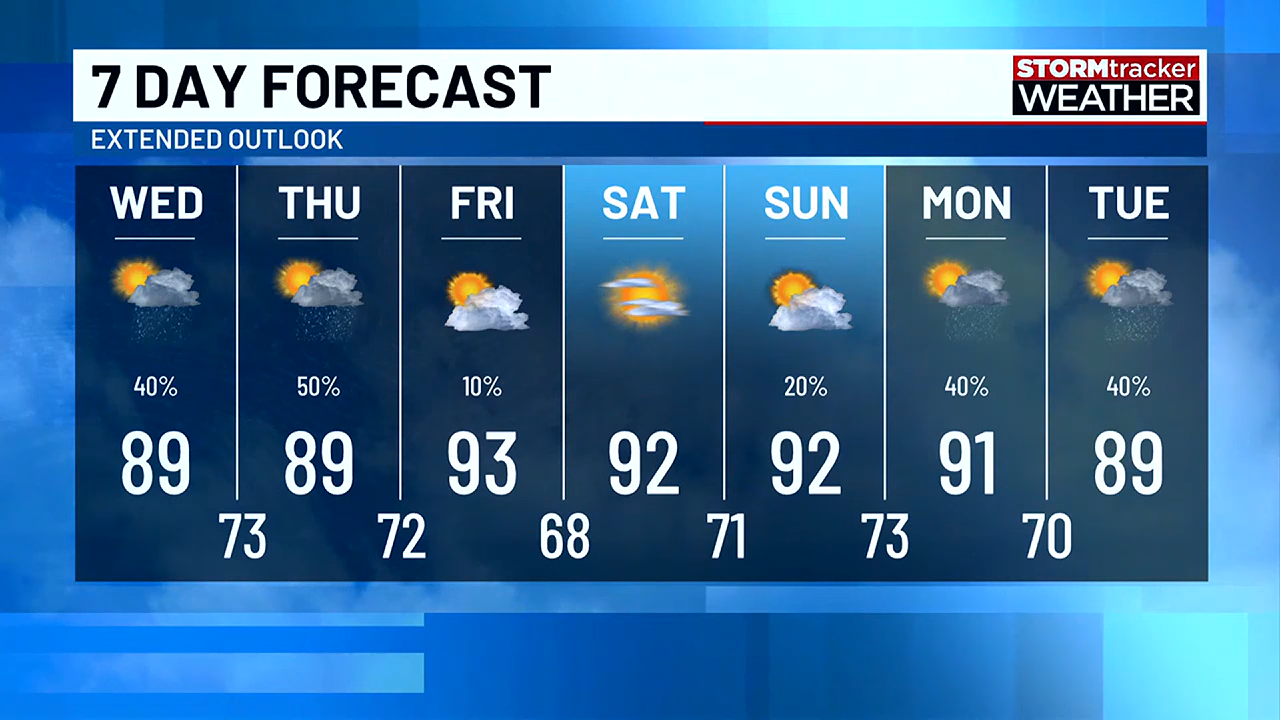 7 DAY FORECAST
STORMtracker
WEATHER
EXTENDED OUTLOOK
WED THU FRI SAT SUN MON TUE
40% 50% 10% 20% 40% 40%
89 89 93 92 92 91 89
73 72 68 71 73 70